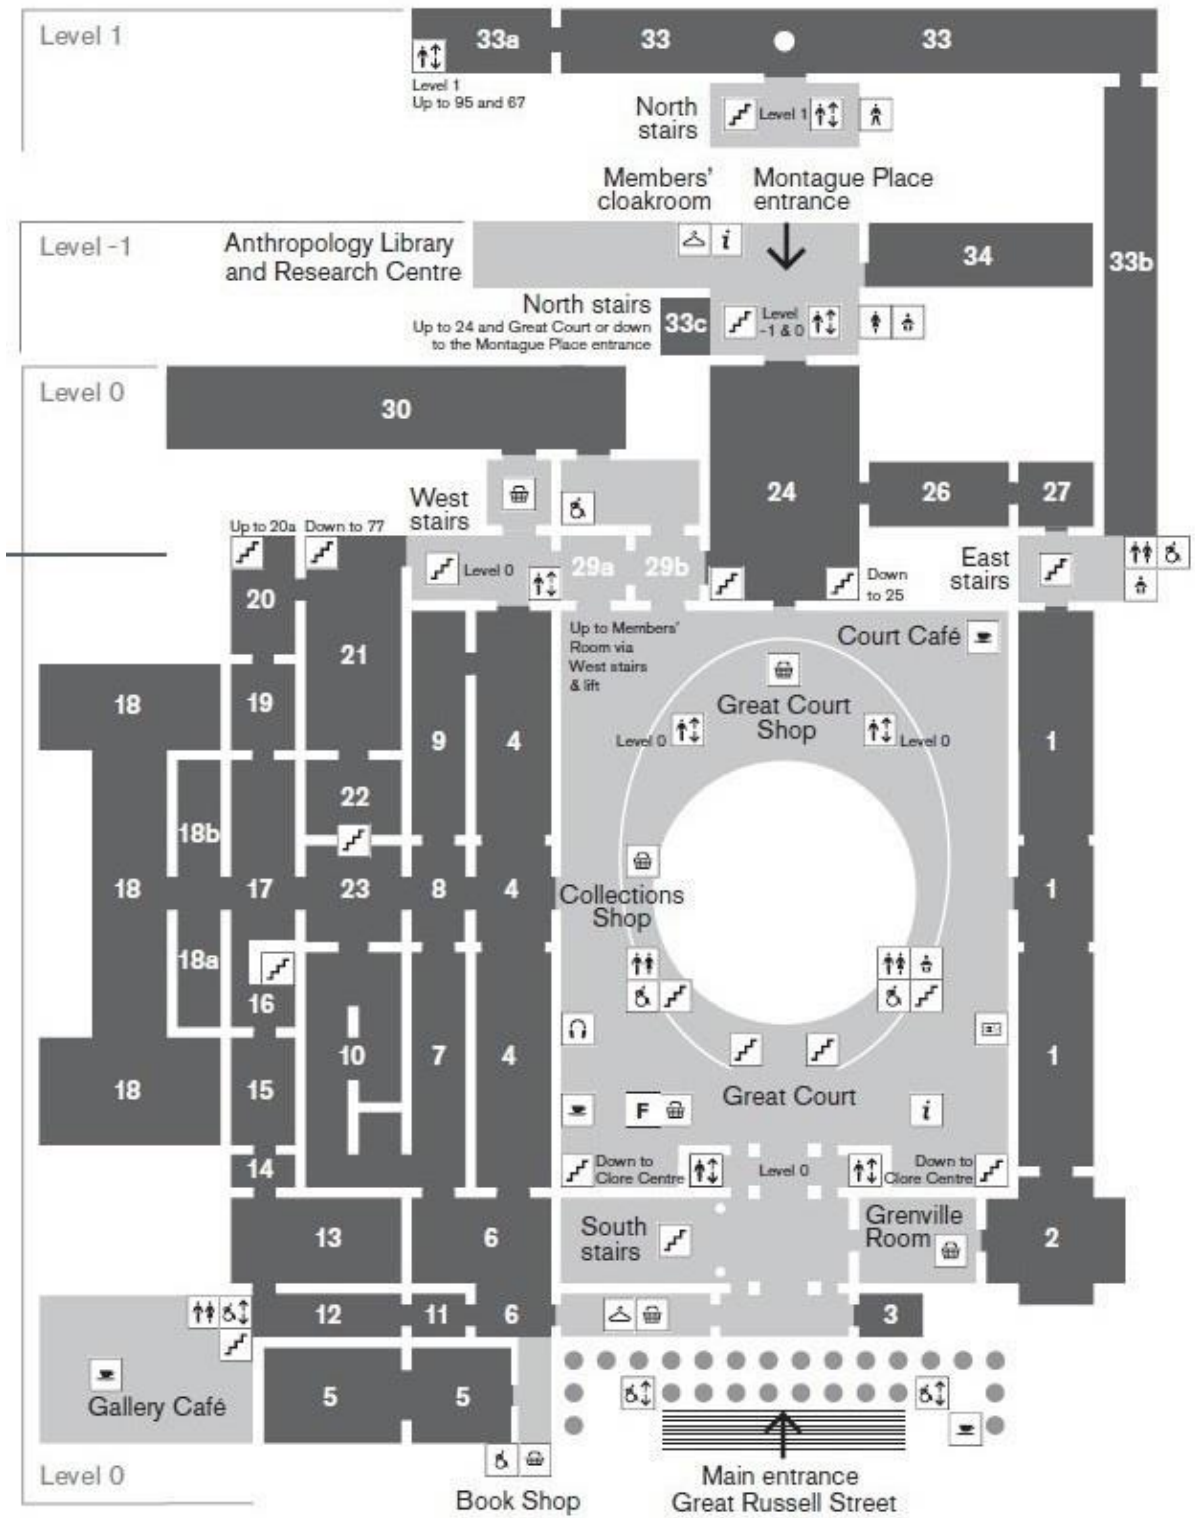 Level 1
33a
33
33
Level 1
Up to 95 and 67
North
stairs
Level 1
Members'
cloakroom
Montague Place
entrance
Level -1
Anthropology Library
and Research Centre
i
34
33b
North stairs
Up to 24 and Great Court or down
to the Montague Place entrance
33c
Level
-1 & 0
Level 0
30
West
stairs
24
26
27
Up to 20a
Down to 77
Level 0
29a
29b
East
stairs
Down
to 25
20
21
Up to Members'
Room via
West stairs
& lift
Court Café
18
19
9
4
Great Court
Shop
Level 0
Level 0
1
22
18b
18
17
23
8
4
Collections
Shop
1
18a
16
10
7
4
1
18
15
Great Court
F
i
14
Down to
Clore Centre
Level 0
Down to
Clore Centre
13
6
South
stairs
Grenville
Room
2
12
11
6
3
Gallery Café
5
5
Level 0
Book Shop
Main entrance
Great Russell Street